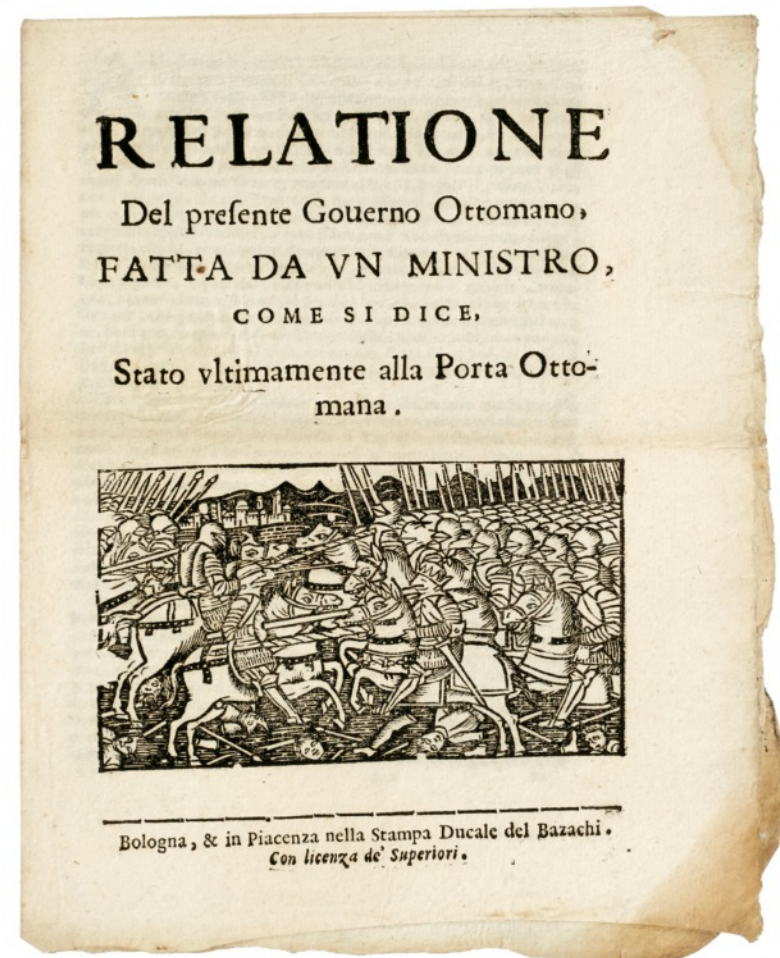 RELATIONE
Del preſente Gouerno Ottomano,
FATTA DA VN MINISTRO,
COME SI DICE,
Stato vltimamente alla Porta Otto-
mana.
Bologna, & in Piacenza nella Stampa Ducale del Bazachi.
Con licenza de' Superiori.